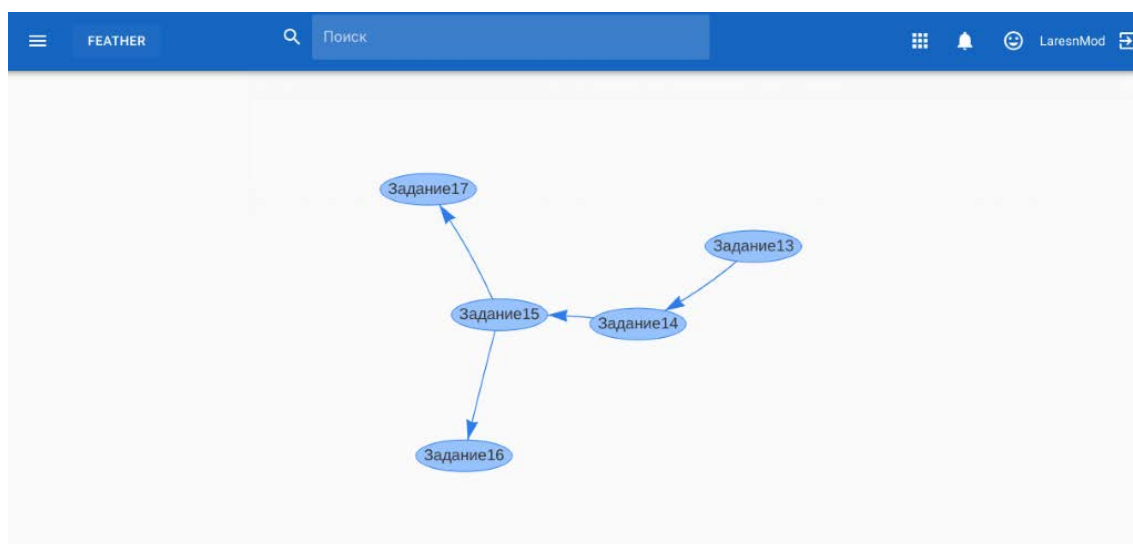 FEATHER
Поиск
LaresnMod
Задание17
Задание13
Задание15
Задание14
Задание16